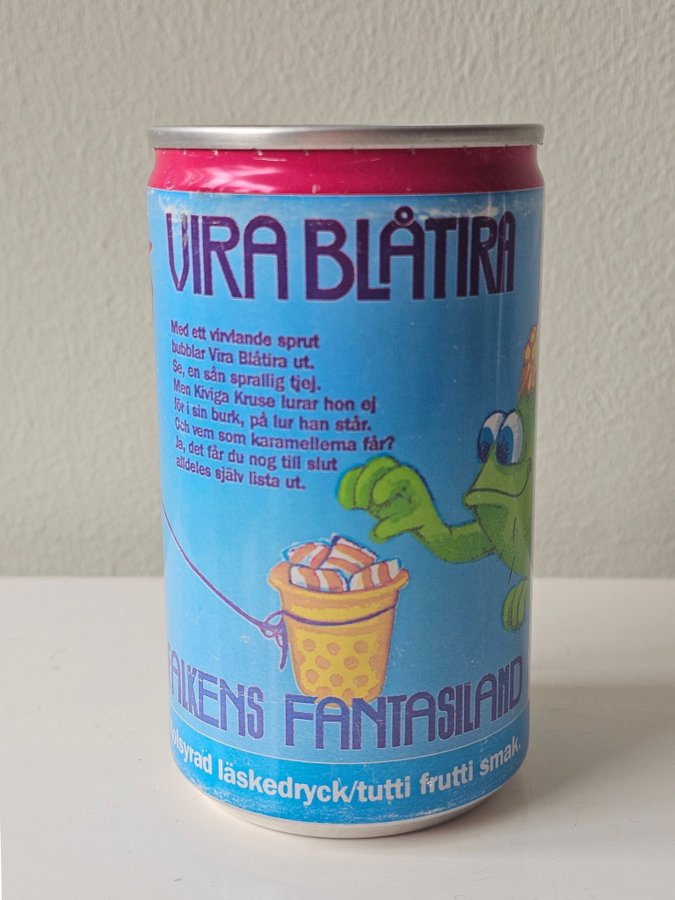 VIRA BLÅTIRA
Med ett virvlande sprut
bubblar Vira Blåtira ut.
Se, en sån sprallig tjej.
Men Kiviga Kruse lurar hon ej
för i sin burk, på lur han står.
Och vem som karamellerna får?
Ja, det får du nog till slut
alldeles själv lista ut.
FALKENS FANTASILAND
läskedryck/tutti frutti smak.